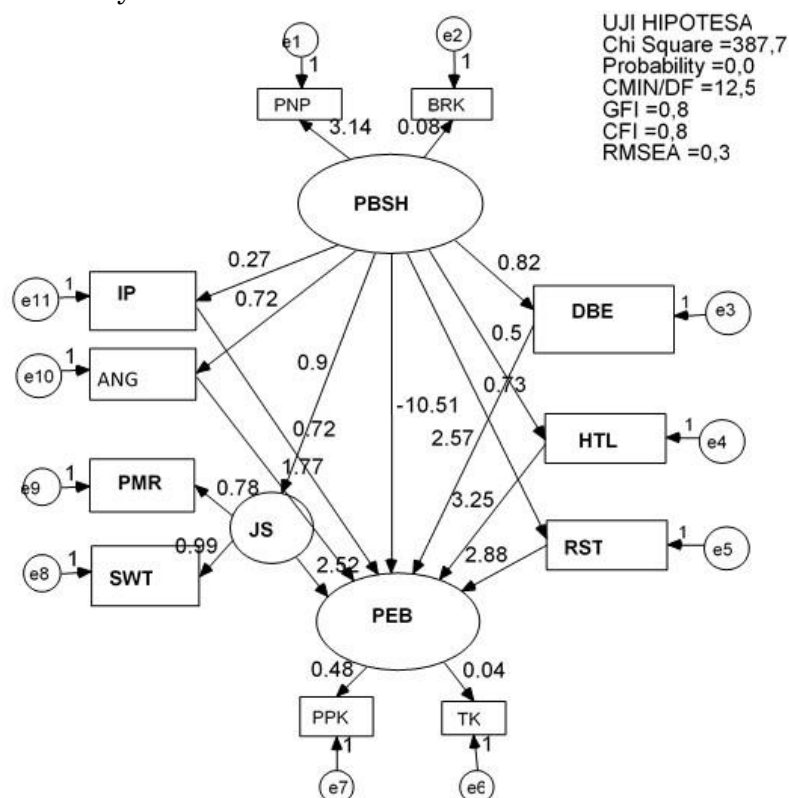 UJI HIPOTESA
Chi Square =387,7
Probability =0,0
CMIN/DF =12,5
GFI =0,8
CFI =0,8
RMSEA =0,3
e1
e2
1
1
PNP
BRK
3.14
0.08
PBSH
0.27
0.82
e11
1
IP
0.72
DBE
1
e3
0.5
e10
1
ANG
0.9
0.73
-10.51
2.57
HTL
1
e4
0.72
1.77
e9
1
PMR
0.78
3.25
JS
RST
1
e5
0.99
2.52
2.88
e8
1
SWT
PEB
0.48
0.04
PPK
TK
1
1
e7
e6